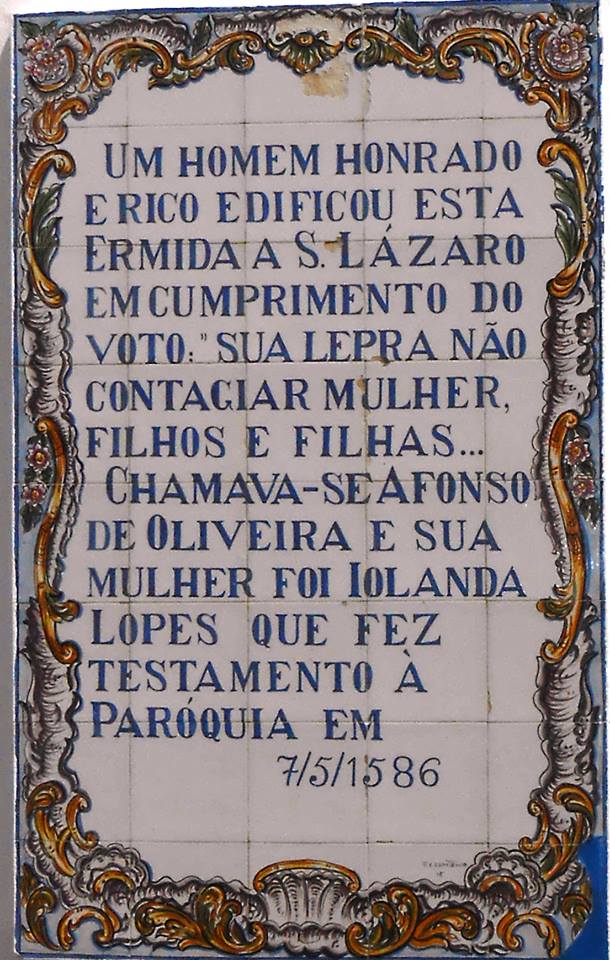 UM HOMEM HONRADO
E RICO EDIFICOU ESTA
ERMIDA A S. LÁZARO
EM CUMPRIMENTO DO
VOTO: "SUA LEPRA NÃO
CONTAGIAR MULHER,
FILHOS E FILHAS...
CHAMAVA-SE AFONSO
DE OLIVEIRA E SUA
MULHER FOI IOLANDA
LOPES QUE FEZ
TESTAMENTO À
PARÓQUIA EM
7/5/1586